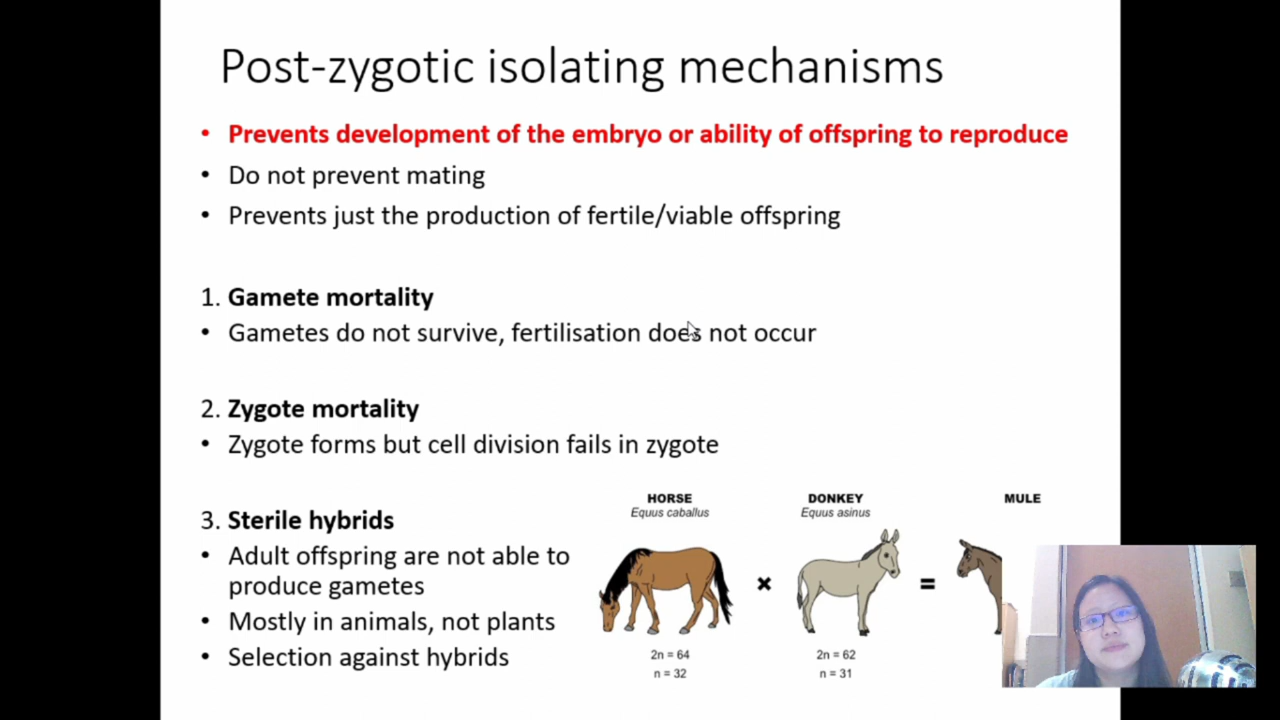 Post-zygotic isolating mechanisms
• Prevents development of the embryo or ability of offspring to reproduce
• Do not prevent mating
• Prevents just the production of fertile/viable offspring
1. Gamete mortality
• Gametes do not survive, fertilisation does not occur
2. Zygote mortality
• Zygote forms but cell division fails in zygote
3. Sterile hybrids
• Adult offspring are not able to
produce gametes
• Mostly in animals, not plants
• Selection against hybrids
HORSE
Equus caballus
2n = 64
n = 32
×
DONKEY
Equus asinus
2n = 62
n = 31
=
MULE